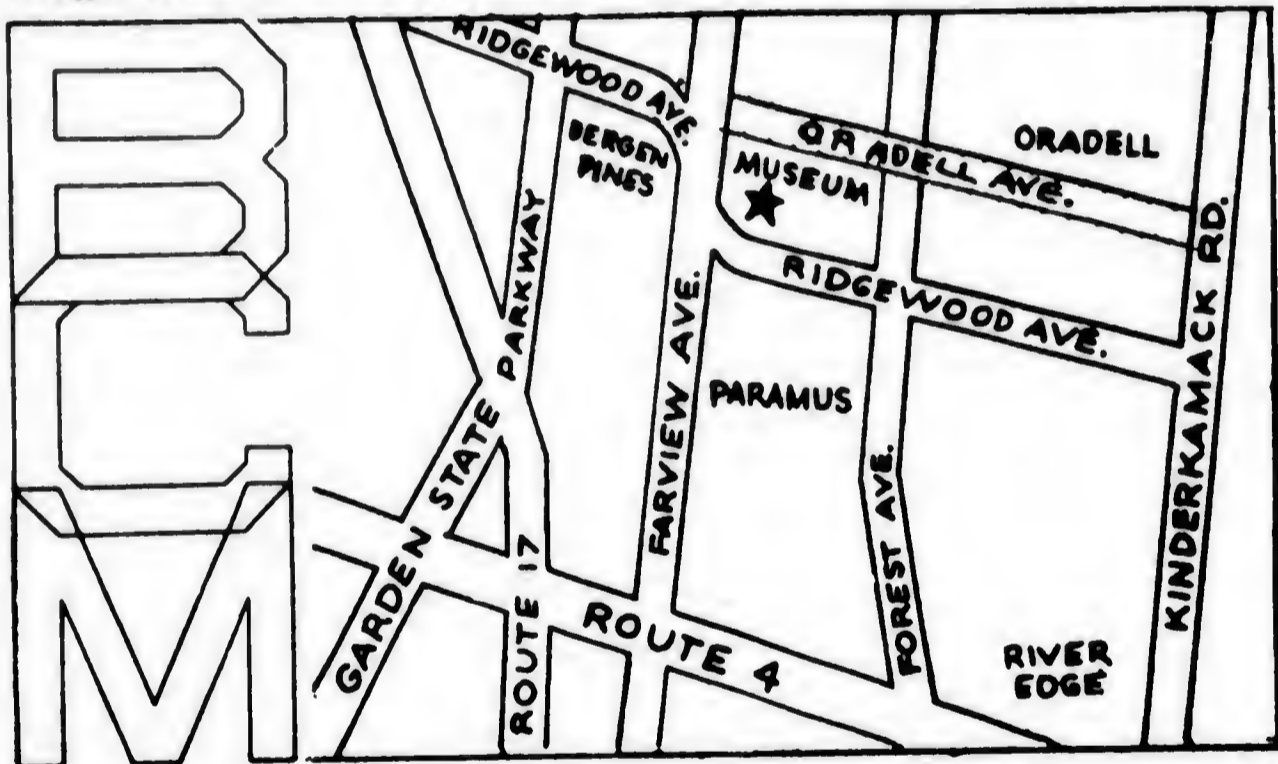 B
C
M
RIDGEWOOD AVE.
BERGEN
PINES
ORADELL AVE.
ORADELL
MUSEUM
RIDGEWOOD AVE.
KINDERKAMACK RD.
GARDEN STATE PARKWAY
FARVIEW AVE.
PARAMUS
FOREST AVE.
ROUTE 17
ROUTE 4
RIVER
EDGE